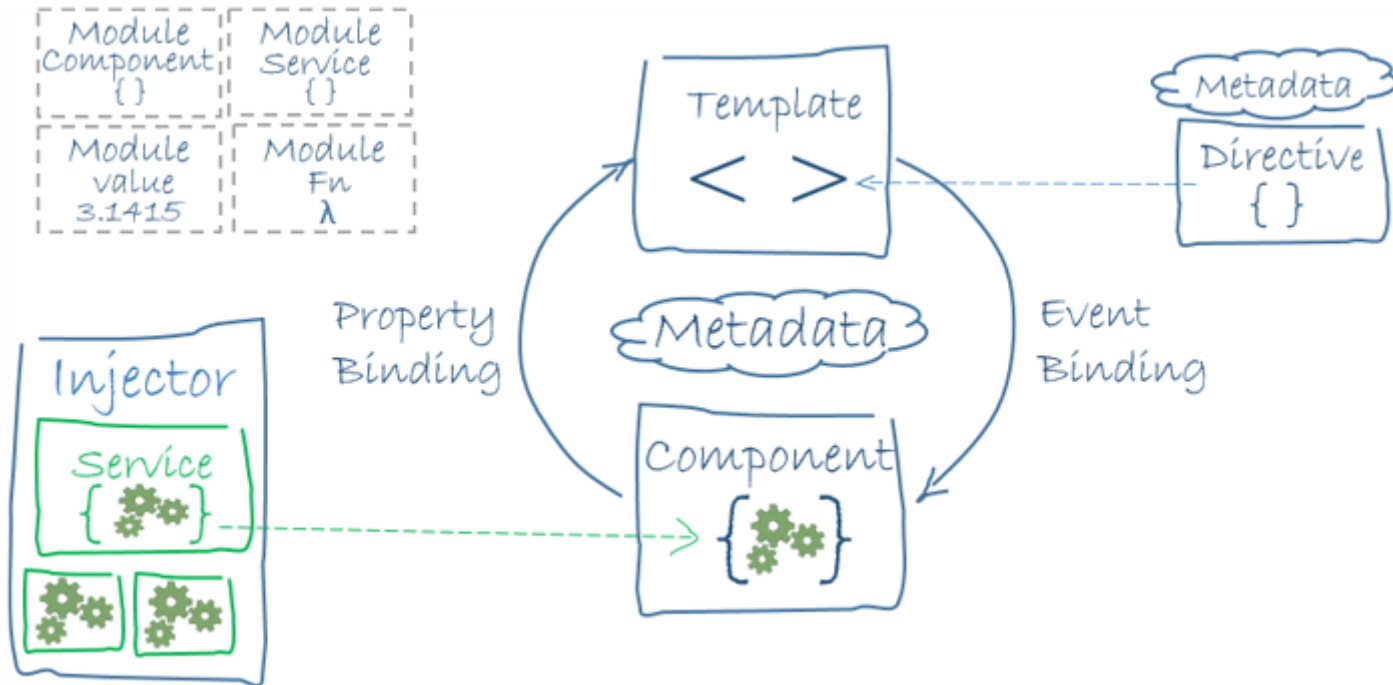 Module
Component
{ }
Module
Service
{ }
Module
value
3.1415
Module
Fn
λ
Template
< >
Metadata
Directive
{ }
Property
Binding
Metadata
Event
Binding
Injector
Service
{ }
Component
{ }